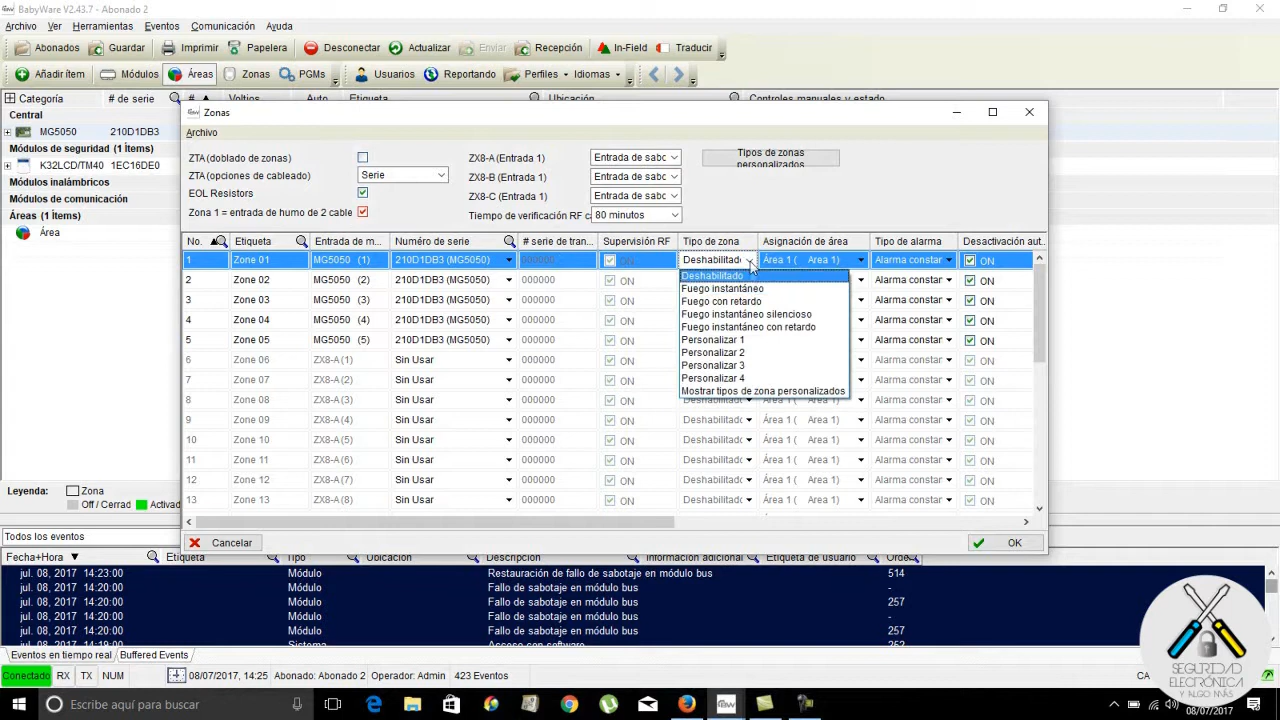 BabyWare V2.43.7 - Abonado 2
Archivo Ver Herramientas Eventos Comunicación Ayuda
Abonados Guardar Imprimir Papelera Desconectar Actualizar Enviar Recepción In-Field Traducir
Añadir ítem Módulos Áreas Zonas PGMs Usuarios Reportando Perfiles Idiomas
Categoría # de serie # Voltios Auto Etiqueta Ubicación Controles manuales y estado
Central
MG5050 210D1DB3
Módulos de seguridad (1 Ítems)
K32LCD/TM40 1EC16DE0
Módulos inalámbricos
Módulos de comunicación
Áreas (1 Ítems)
Área
Leyenda: Zona
Off / Cerrad Activad
Zonas
Archivo
ZTA (doblado de zonas) ZX8-A (Entrada 1) Entrada de sabo Tipos de zonas personalizados
ZTA (opciones de cableado) Serie ZX8-B (Entrada 1) Entrada de sabo
EOL Resistors ZX8-C (Entrada 1) Entrada de sabo
Zona 1 = entrada de humo de 2 cable Tiempo de verificación RF ca 80 minutos
No. Etiqueta Entrada de m... Numéro de serie # serie de tran... Supervisión RF Tipo de zona Asignación de área Tipo de alarma Desactivación aut.
1 Zone 01 MG5050 (1) 210D1DB3 (MG5050) 000000 ON Deshabilitado Área 1 ( Area 1) Alarma constar ON
2 Zone 02 MG5050 (2) 210D1DB3 (MG5050) 000000 ON Alarma constar ON
3 Zone 03 MG5050 (3) 210D1DB3 (MG5050) 000000 ON Alarma constar ON
4 Zone 04 MG5050 (4) 210D1DB3 (MG5050) 000000 ON Alarma constar ON
5 Zone 05 MG5050 (5) 210D1DB3 (MG5050) 000000 ON Alarma constar ON
6 Zone 06 ZX8-A (1) Sin Usar 000000 ON Alarma constar ON
7 Zone 07 ZX8-A (2) Sin Usar 000000 ON Alarma constar ON
8 Zone 08 ZX8-A (3) Sin Usar 000000 ON Deshabilitado Área 1 ( Area 1) Alarma constar ON
9 Zone 09 ZX8-A (4) Sin Usar 000000 ON Deshabilitado Área 1 ( Area 1) Alarma constar ON
10 Zone 10 ZX8-A (5) Sin Usar 000000 ON Deshabilitado Área 1 ( Area 1) Alarma constar ON
11 Zone 11 ZX8-A (6) Sin Usar 000000 ON Deshabilitado Área 1 ( Area 1) Alarma constar ON
12 Zone 12 ZX8-A (7) Sin Usar 000000 ON Deshabilitado Área 1 ( Area 1) Alarma constar ON
13 Zone 13 ZX8-A (8) Sin Usar 000000 ON Deshabilitado Área 1 ( Area 1) Alarma constar ON
Deshabilitado
Fuego instantáneo
Fuego con retardo
Fuego instantáneo silencioso
Fuego instantáneo con retardo
Personalizar 1
Personalizar 2
Personalizar 3
Personalizar 4
Mostrar tipos de zona personalizados
Cancelar OK
Todos los eventos
Fecha+Hora Etiqueta Tipo Ubicación Descripción Información adicional Etiqueta de usuario Orde
jul. 08, 2017 14:23:00 Módulo Restauración de fallo de sabotaje en módulo bus 514
jul. 08, 2017 14:20:00 Módulo Fallo de sabotaje en módulo bus -
jul. 08, 2017 14:20:00 Módulo Fallo de sabotaje en módulo bus 257
jul. 08, 2017 14:20:00 Módulo Fallo de sabotaje en módulo bus -
jul. 08, 2017 14:20:00 Módulo Fallo de sabotaje en módulo bus 257
jul. 08, 2017 14:19:00 Sistema Acceso con software
Eventos en tiempo real Buffered Events
Conectado RX TX NUM 08/07/2017, 14:25 Abonado: Abonado 2 Operador: Admin 423 Eventos CA
SEGURIDAD
ELECTRÓNICA
Y ALGO MÁS
Escribe aquí para buscar
08/07/2017